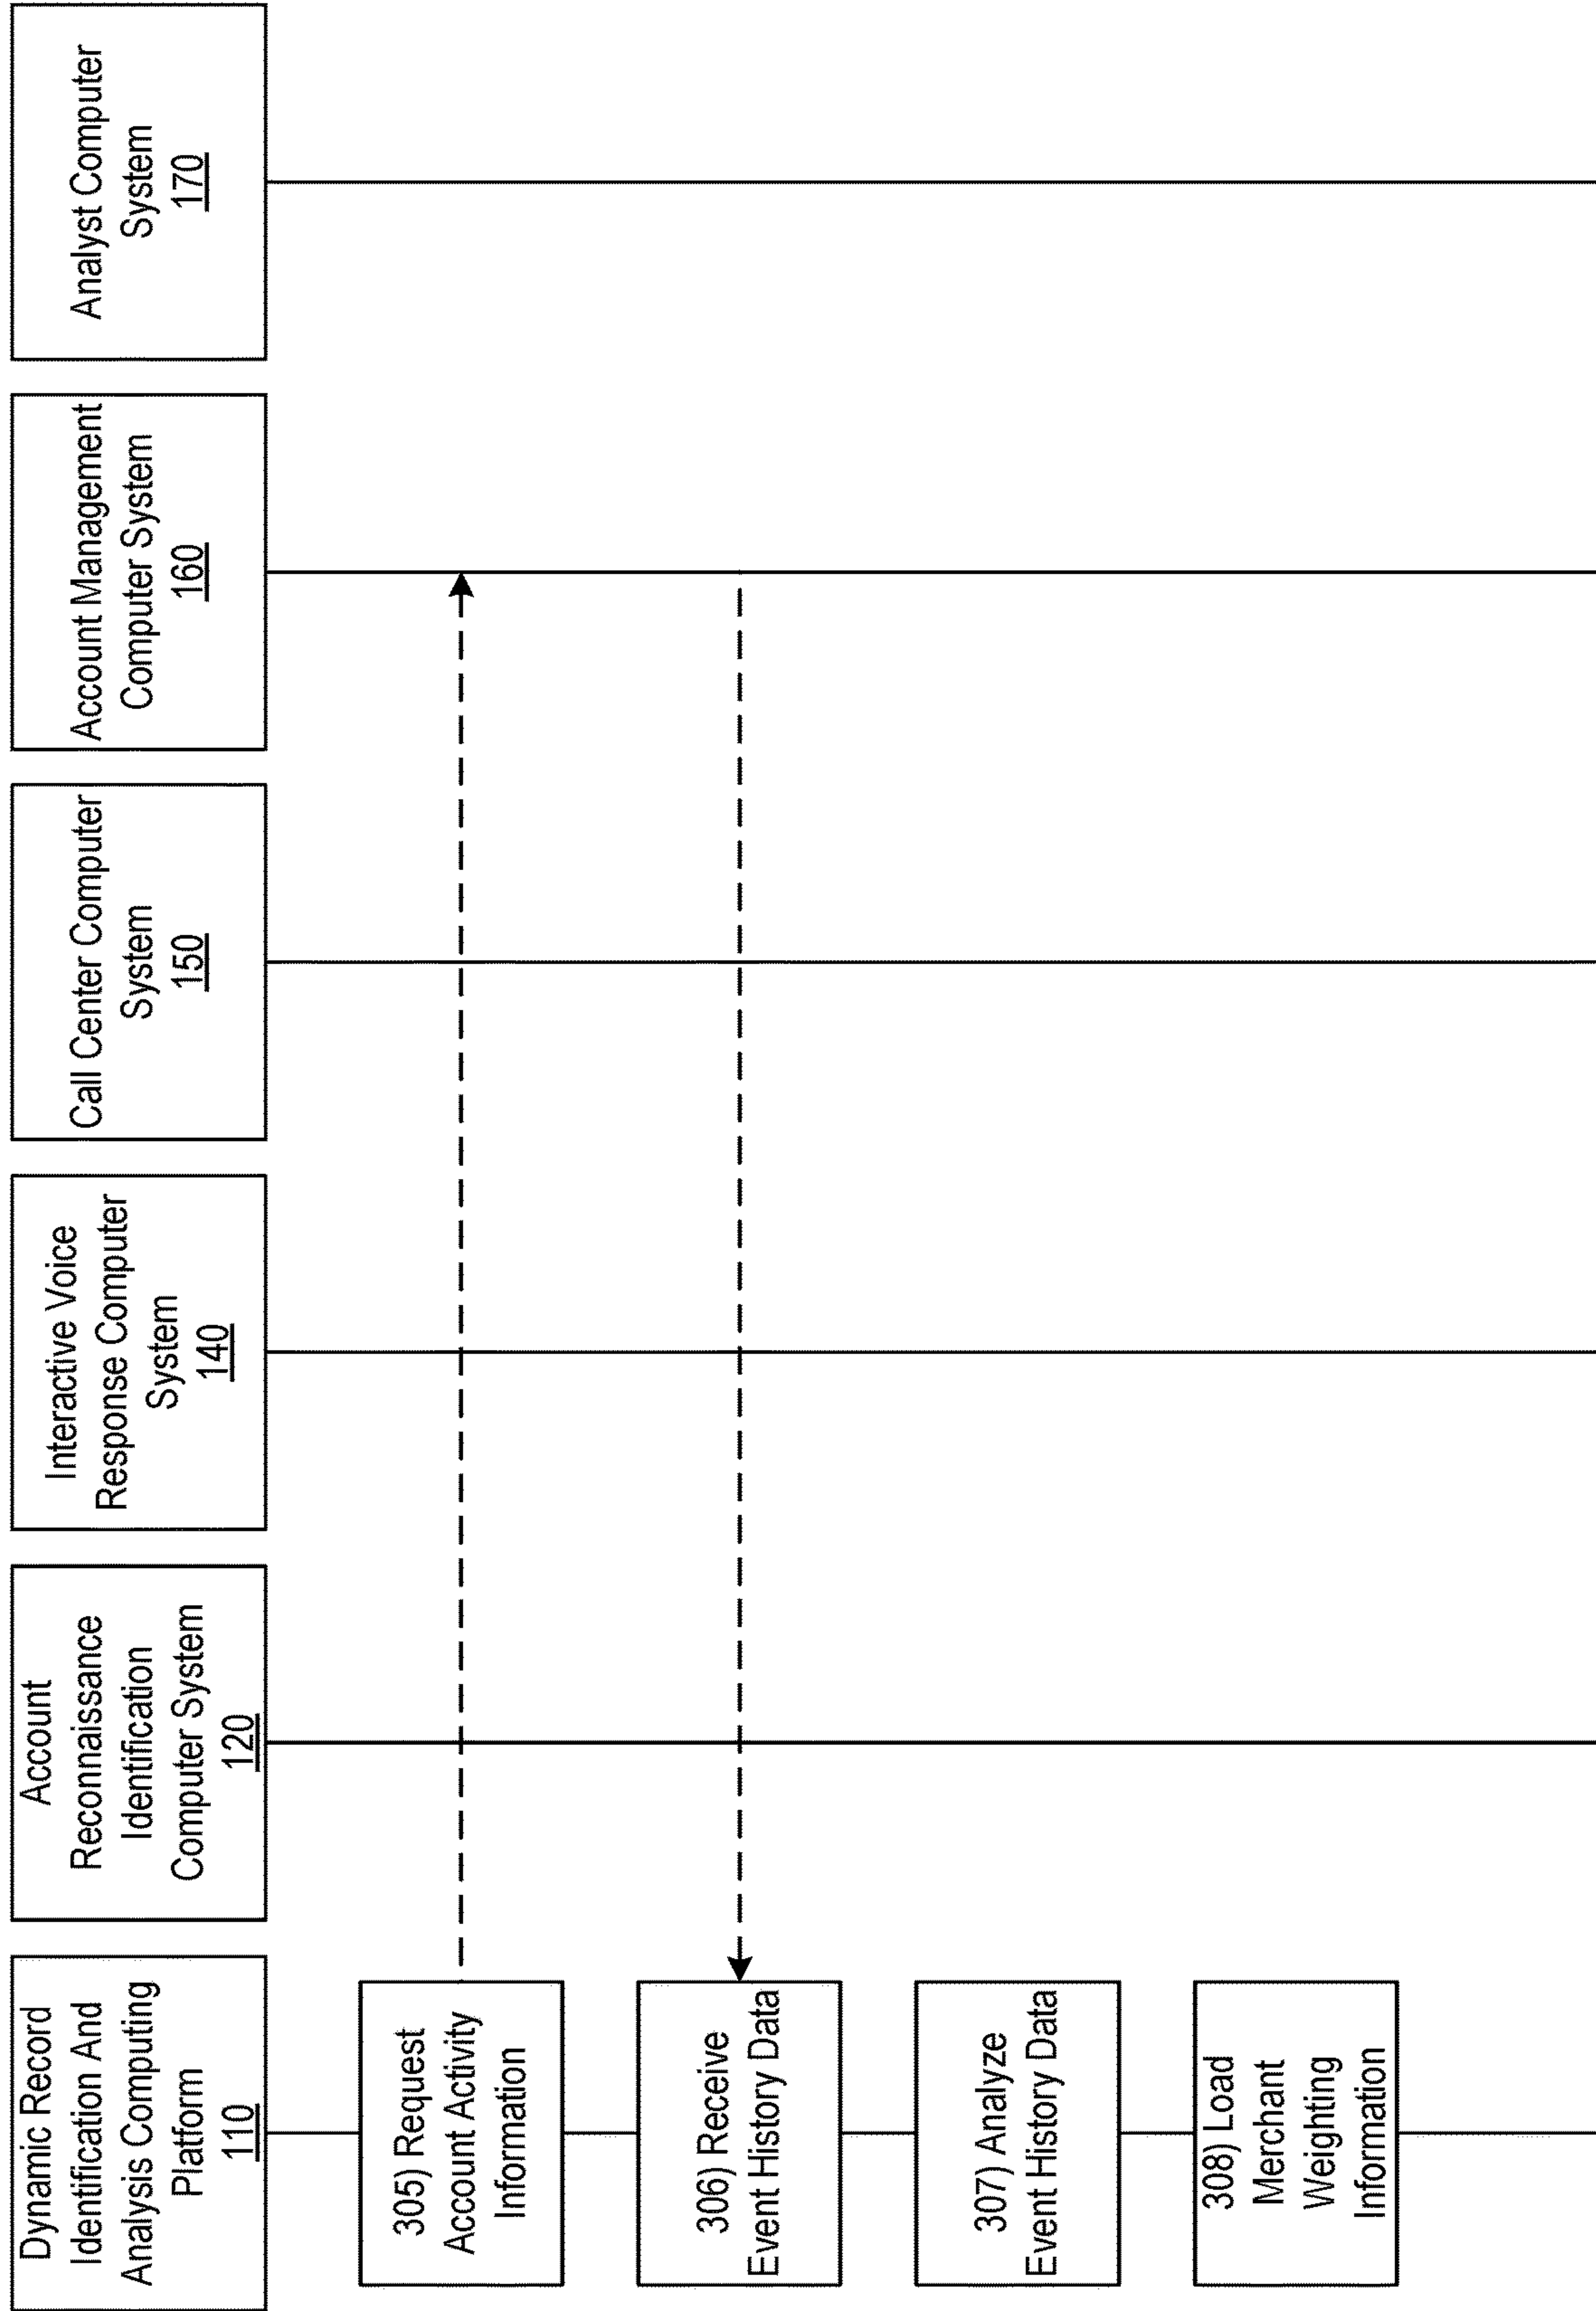 Dynamic Record
Identification And
Analysis Computing
Platform
110
Account
Reconnaissance
Identification
Computer System
120
Interactive Voice
Response Computer
System
140
Call Center Computer
System
150
Account Management
Computer System
160
Analyst Computer
System
170
305) Request
Account Activity
Information
306) Receive
Event History Data
307) Analyze
Event History Data
308) Load
Merchant
Weighting
Information